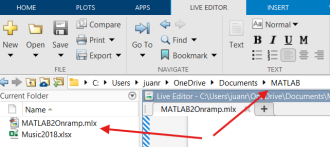 HOME PLOTS APPS LIVE EDITOR INSERT
New Open Save
Compare
Print
Export
Go To
Find
Bookmark
Text
Normal
B I U M
FILE NAVIGATE TEXT
C: Users juanr OneDrive Documents MATLAB
Current Folder
Name
MATLAB2Onramp.mlx
Music2018.xlsx
Live Editor - C:\Users\juanr\OneDrive\Documents\M
MATLAB2Onramp.mlx +